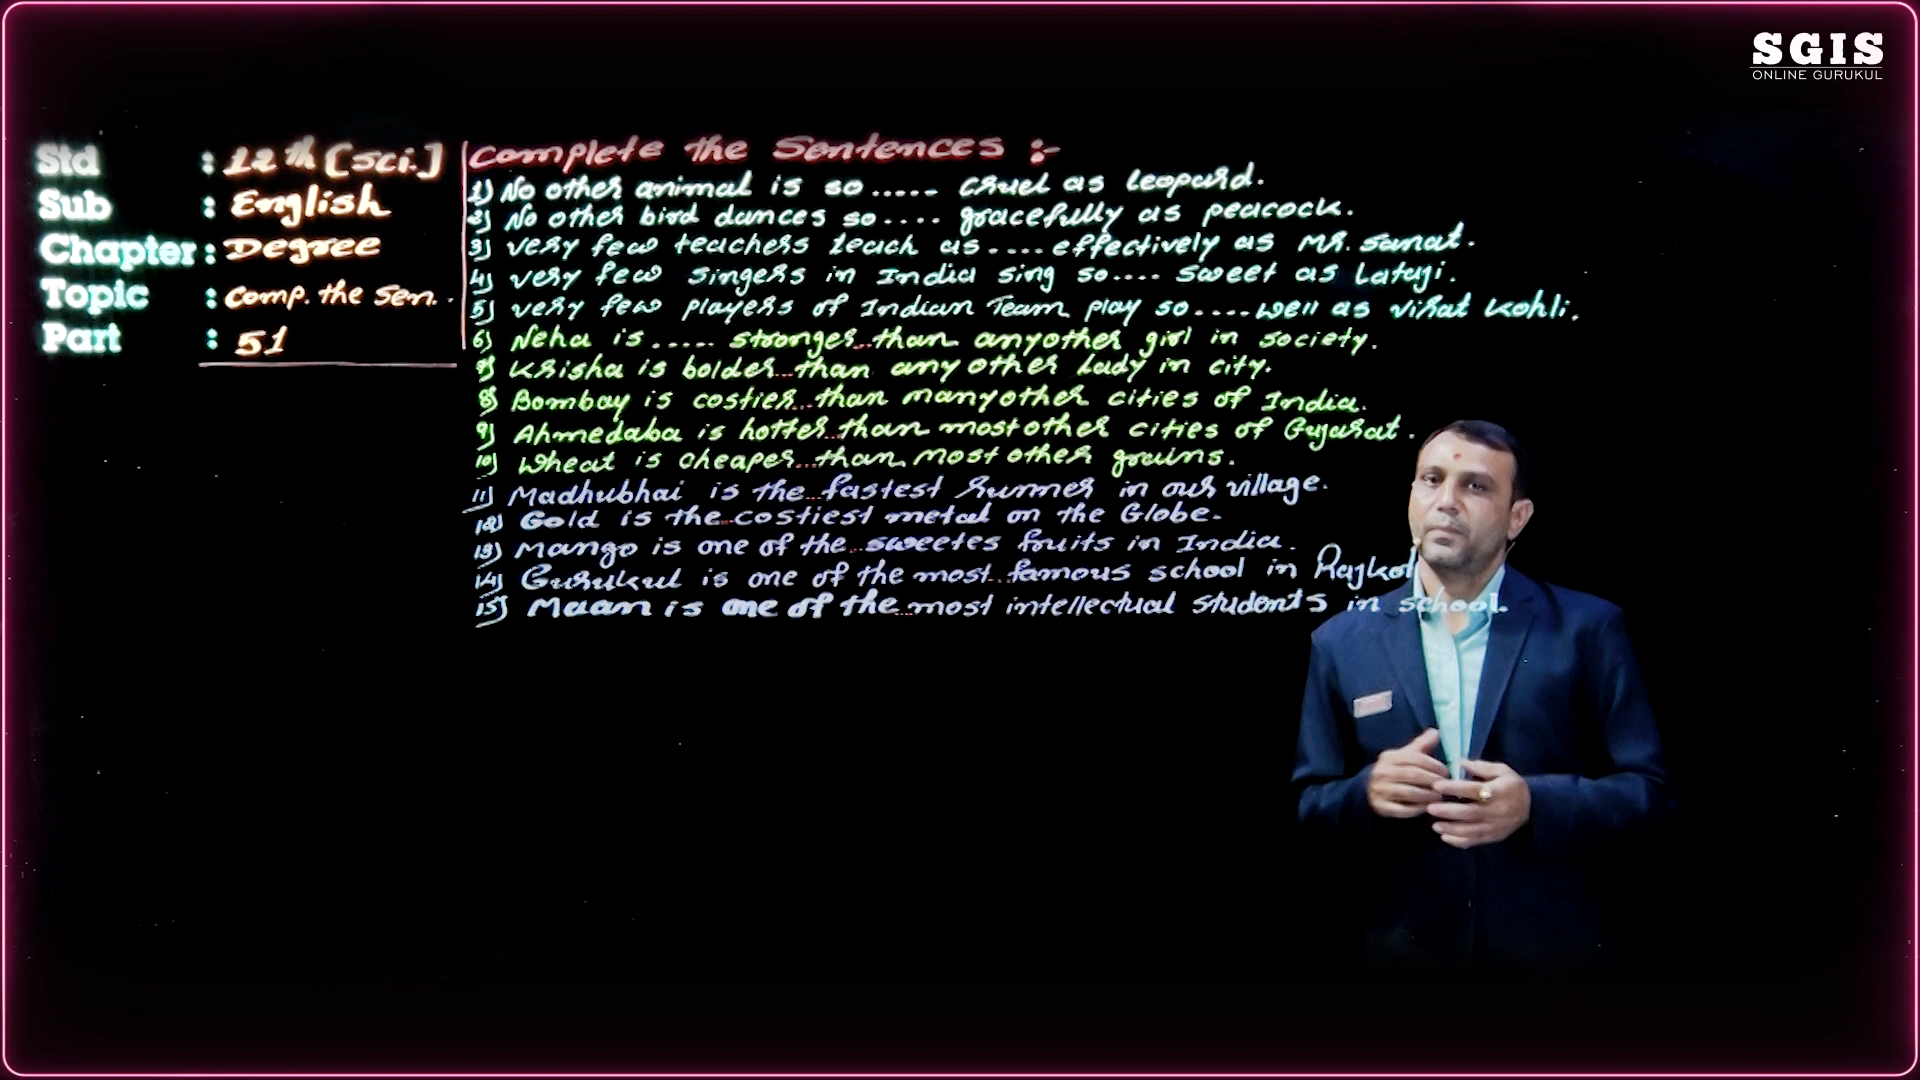 SGIS
ONLINE GURUKUL
Std : 12th [Sci.]
Sub : English
Chapter : Degree
Topic : Comp. the Sen.
Part : 51
Complete the Sentences :-
1) No other animal is so ..... cruel as leopard.
2) No other bird dances so .... gracefully as peacock.
3) very few teachers teach as .... effectively as Mr. Sanat.
4) very few singers in India sing so .... sweet as Lataji.
5) very few players of Indian Team play so .... well as virat kohli.
6) Neha is ..... stronger...than anyother girl in society.
7) Krisha is bolder...than any other lady in city.
8) Bombay is costier...than manyother cities of India.
9) Ahmedaba is hotter...than most other cities of Gujarat.
10) Wheat is cheaper...than most other grains.
11) Madhubhai is the...fastest runner in our village.
12) Gold is the...costiest metal on the Globe.
13) Mango is one of the...sweetes fruits in India.
14) Gurukul is one of the most...famous school in Rajkot
15) Maan is one of the...most intellectual students in school.